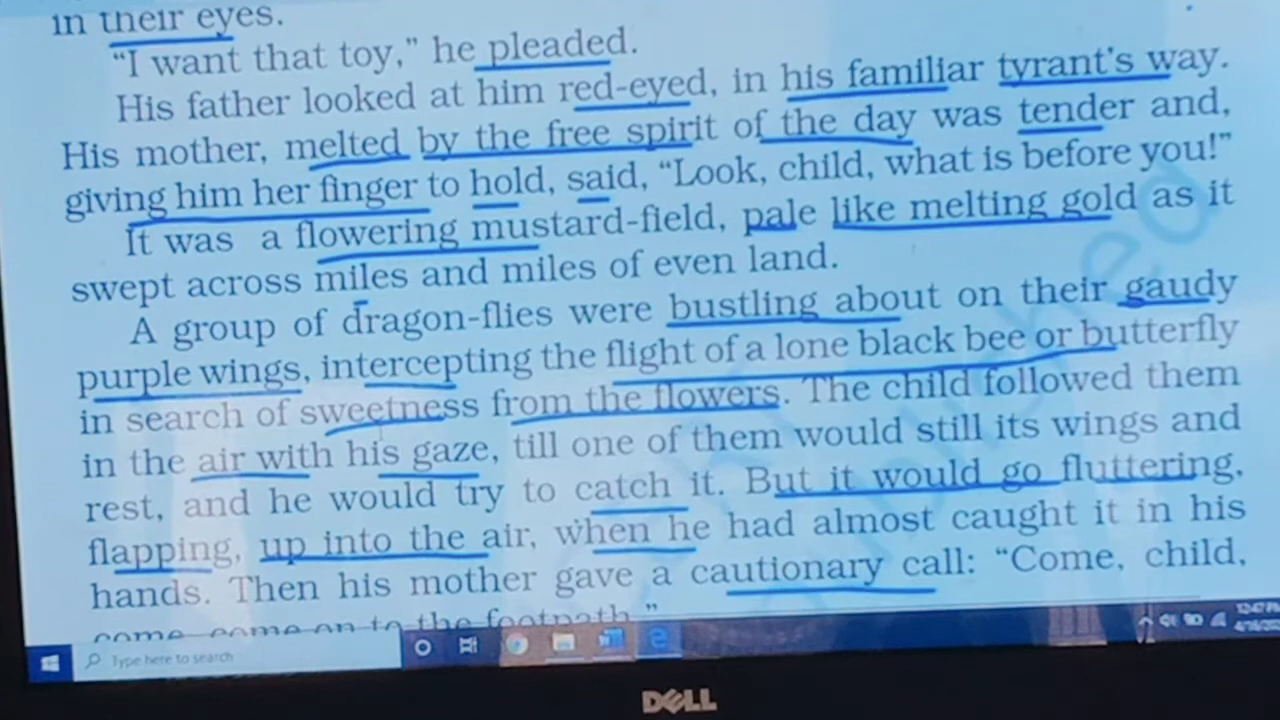 in their eyes.
“I want that toy,” he pleaded.
His father looked at him red-eyed, in his familiar tyrant's way.
His mother, melted by the free spirit of the day was tender and,
giving him her finger to hold, said, “Look, child, what is before you!”
It was a flowering mustard-field, pale like melting gold as it
swept across miles and miles of even land.
A group of dragon-flies were bustling about on their gaudy
purple wings, intercepting the flight of a lone black bee or butterfly
in search of sweetness from the flowers. The child followed them
in the air with his gaze, till one of them would still its wings and
rest, and he would try to catch it. But it would go fluttering,
flapping, up into the air, when he had almost caught it in his
hands. Then his mother gave a cautionary call: “Come, child,
come, come on to the footpath.”
Type here to search
DELL